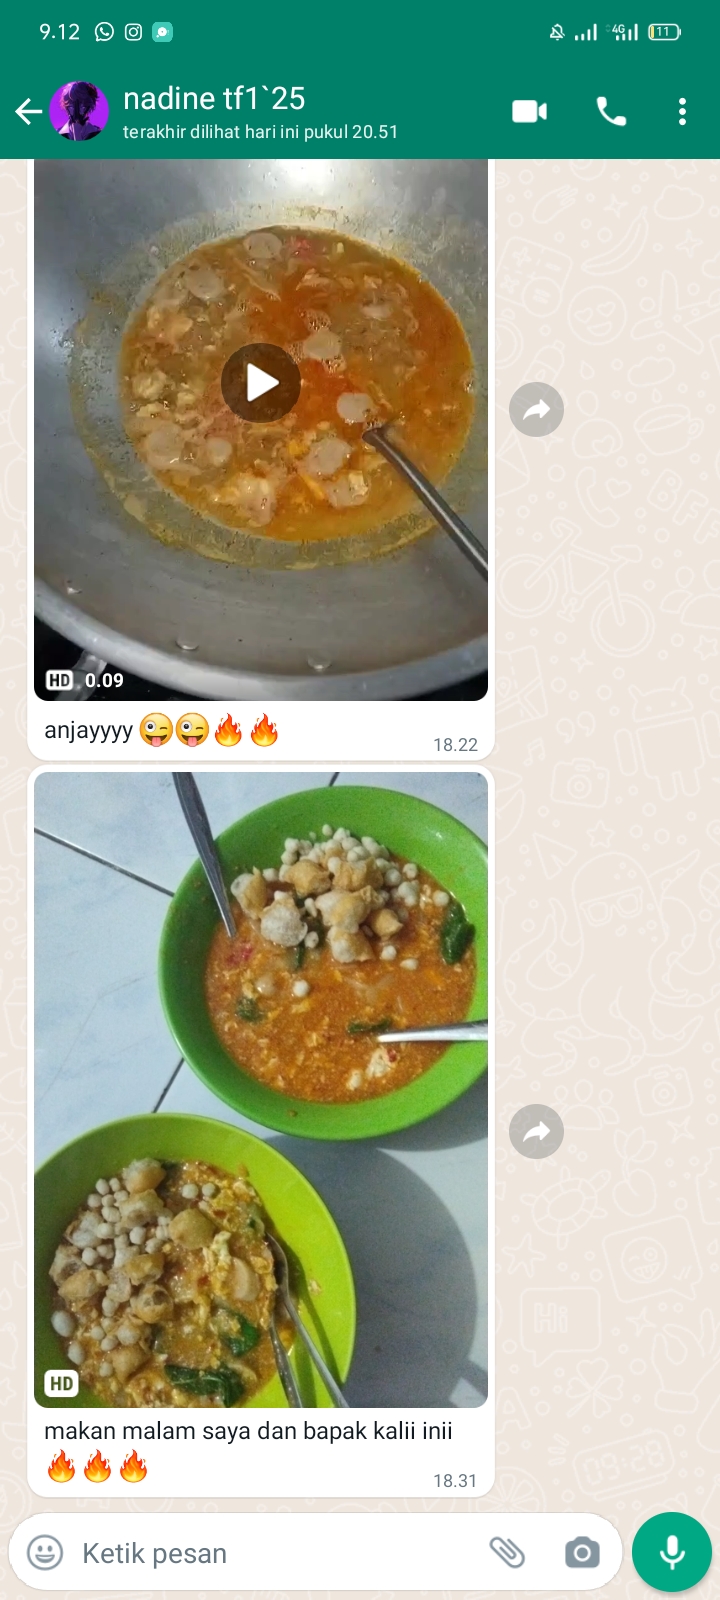 9.12
4G
11
nadine tf1`25
terakhir dilihat hari ini pukul 20.51
HD 0.09
anjayyyy 😜😜🔥🔥
18.22
HD
makan malam saya dan bapak kalii inii
🔥🔥🔥
18.31
Ketik pesan